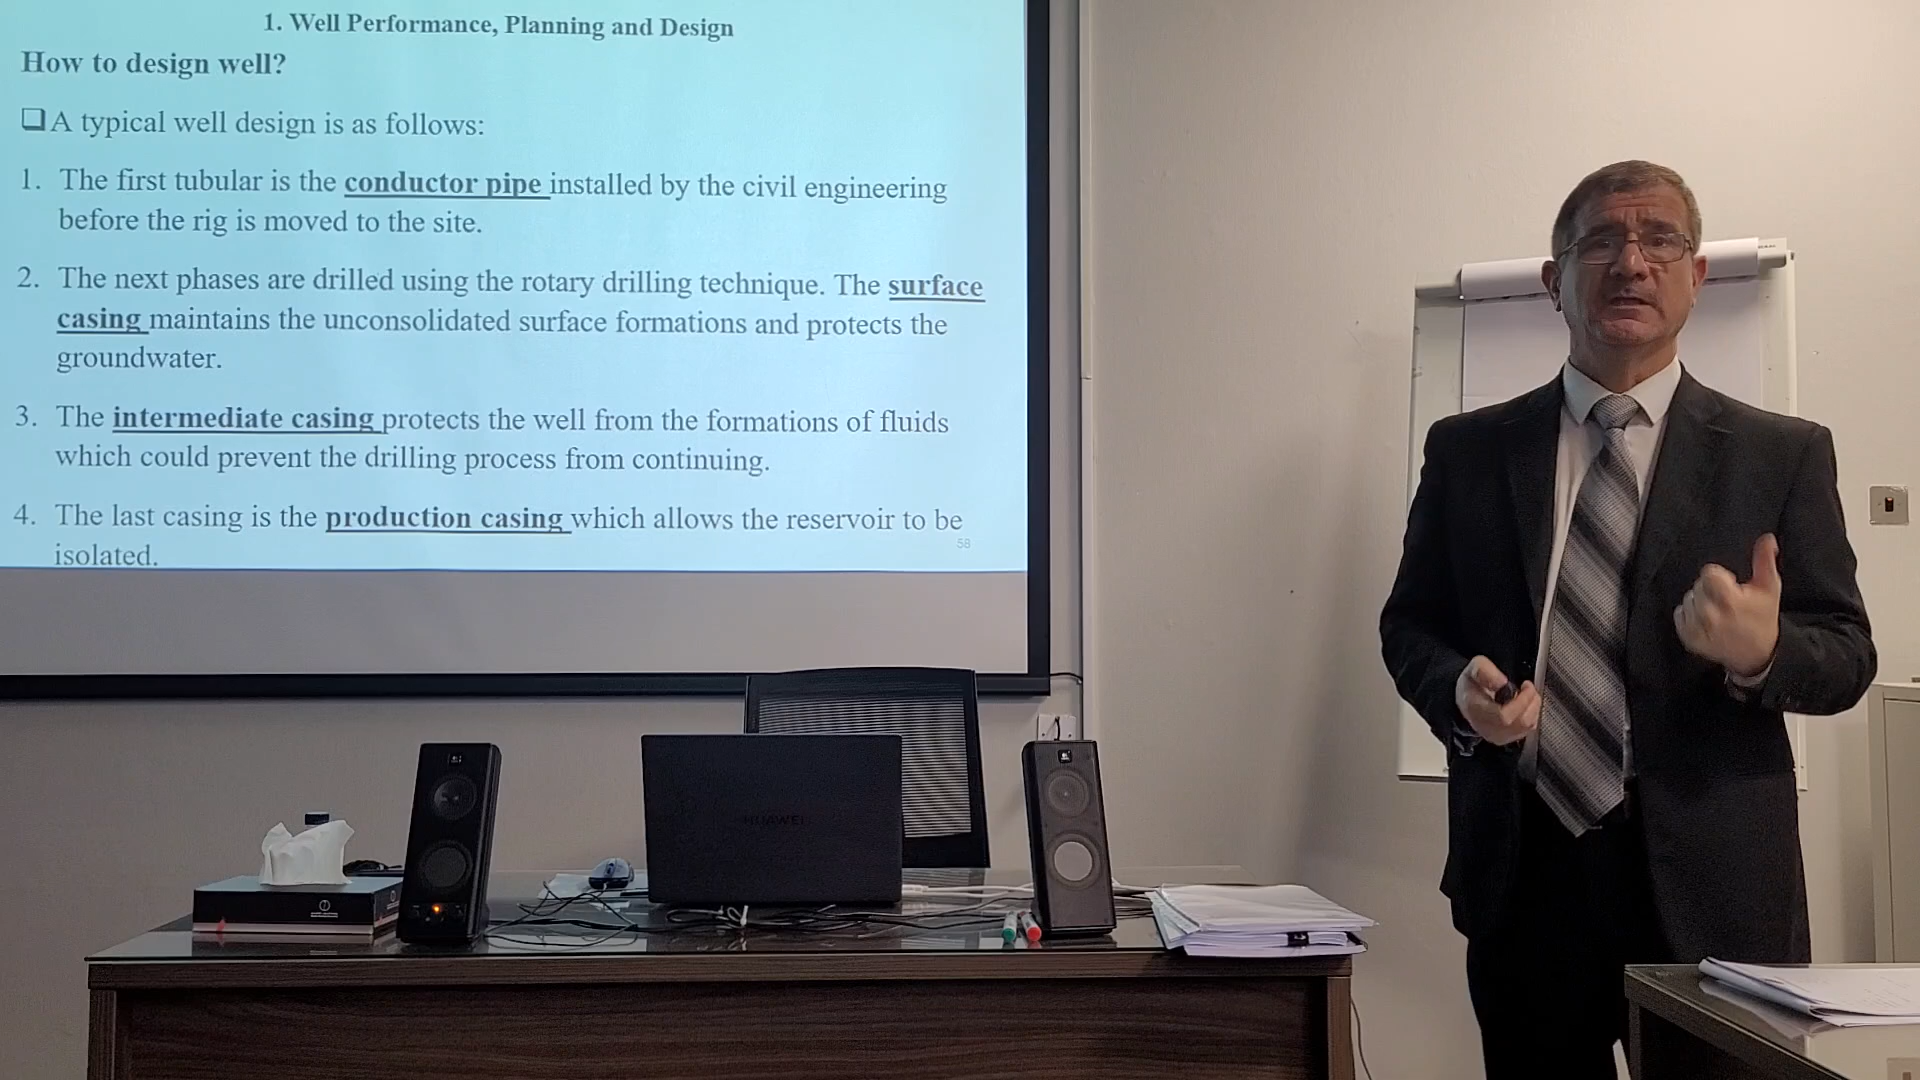 1. Well Performance, Planning and Design
How to design well?
❑A typical well design is as follows:
1. The first tubular is the conductor pipe installed by the civil engineering
before the rig is moved to the site.
2. The next phases are drilled using the rotary drilling technique. The surface
casing maintains the unconsolidated surface formations and protects the
groundwater.
3. The intermediate casing protects the well from the formations of fluids
which could prevent the drilling process from continuing.
4. The last casing is the production casing which allows the reservoir to be
isolated.
58
HUAWEI